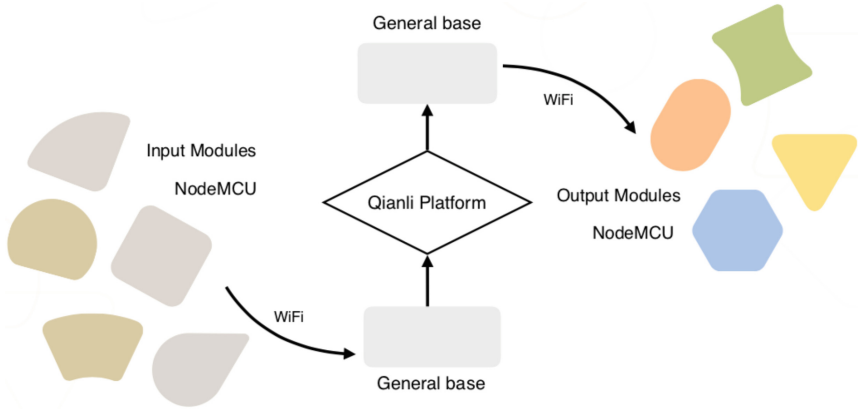 General base
WiFi
Input Modules
NodeMCU
Qianli Platform
Output Modules
NodeMCU
WiFi
General base